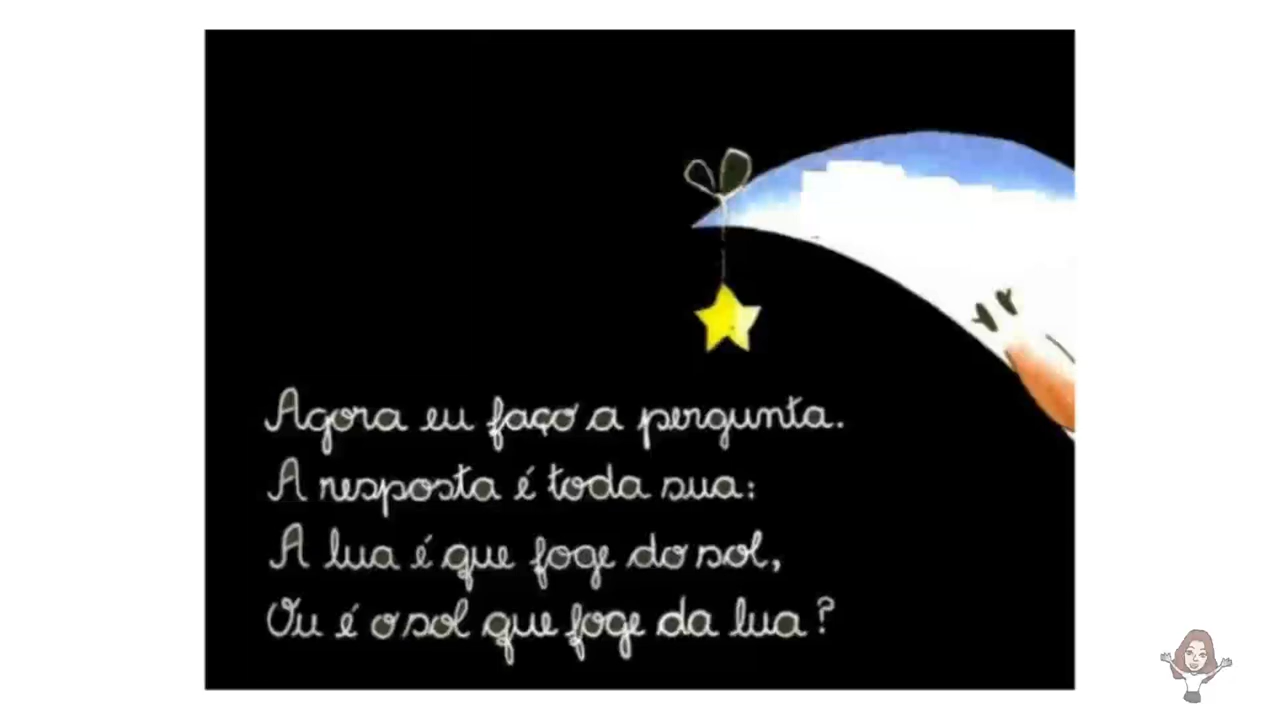 Agora eu faço a pergunta.
A resposta é toda sua:
A lua é que foge do sol,
Ou é o sol que foge da lua?